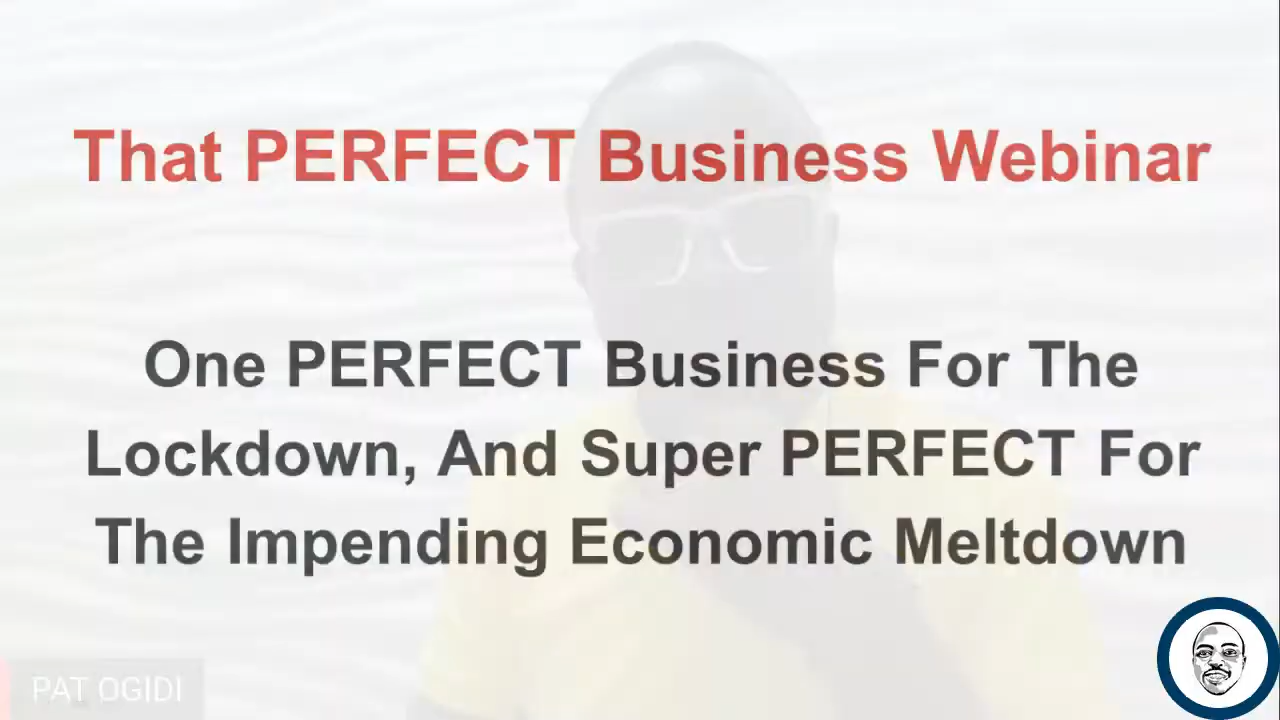 That PERFECT Business Webinar
One PERFECT Business For The
Lockdown, And Super PERFECT For
The Impending Economic Meltdown
PAT OGIDI